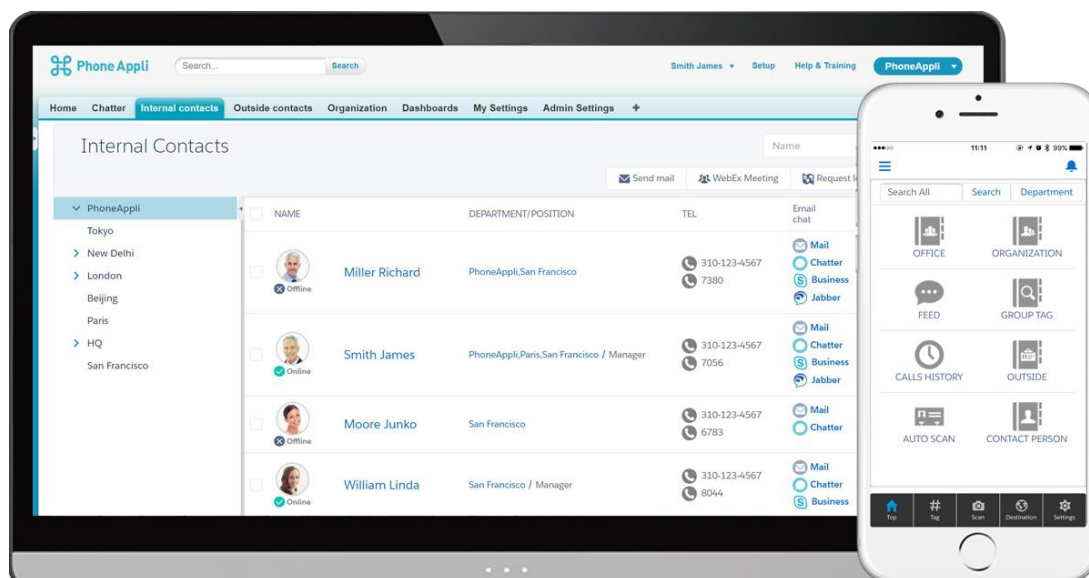 Phone Appli
Search...
Search
Smith James
Setup
Help & Training
PhoneAppli
Home
Chatter
Internal contacts
Outside contacts
Organization
Dashboards
My Settings
Admin Settings
+
Internal Contacts
Name
Send mail
WebEx Meeting
Request
PhoneAppli
Tokyo
New Delhi
London
Beijing
Paris
HQ
San Francisco
NAME
DEPARTMENT/POSITION
TEL
Email
chat
Offline
Miller Richard
PhoneAppli,San Francisco
310-123-4567
7380
Mail
Chatter
Business
Jabber
Online
Smith James
PhoneAppli,Paris,San Francisco / Manager
310-123-4567
7056
Mail
Chatter
Business
Jabber
Offline
Moore Junko
San Francisco
310-123-4567
6783
Mail
Chatter
Online
William Linda
San Francisco / Manager
310-123-4567
8044
Mail
Chatter
Business
11:11
99%
Search All
Search
Department
OFFICE
ORGANIZATION
FEED
GROUP TAG
CALLS HISTORY
OUTSIDE
AUTO SCAN
CONTACT PERSON
Top
Tag
Scan
Destination
Settings